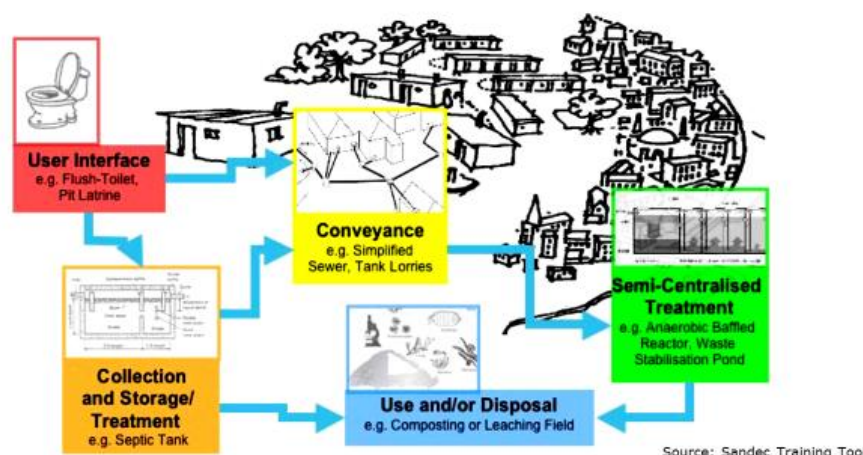 User Interface
e.g. Flush-Toilet,
Pit Latrine
Conveyance
e.g. Simplified
Sewer, Tank Lorries
Semi-Centralised
Treatment
e.g. Anaerobic Baffled
Reactor, Waste
Stabilisation Pond
Collection
and Storage/
Treatment
e.g. Septic Tank
Use and/or Disposal
e.g. Composting or Leaching Field
Source: Sandec Training Too